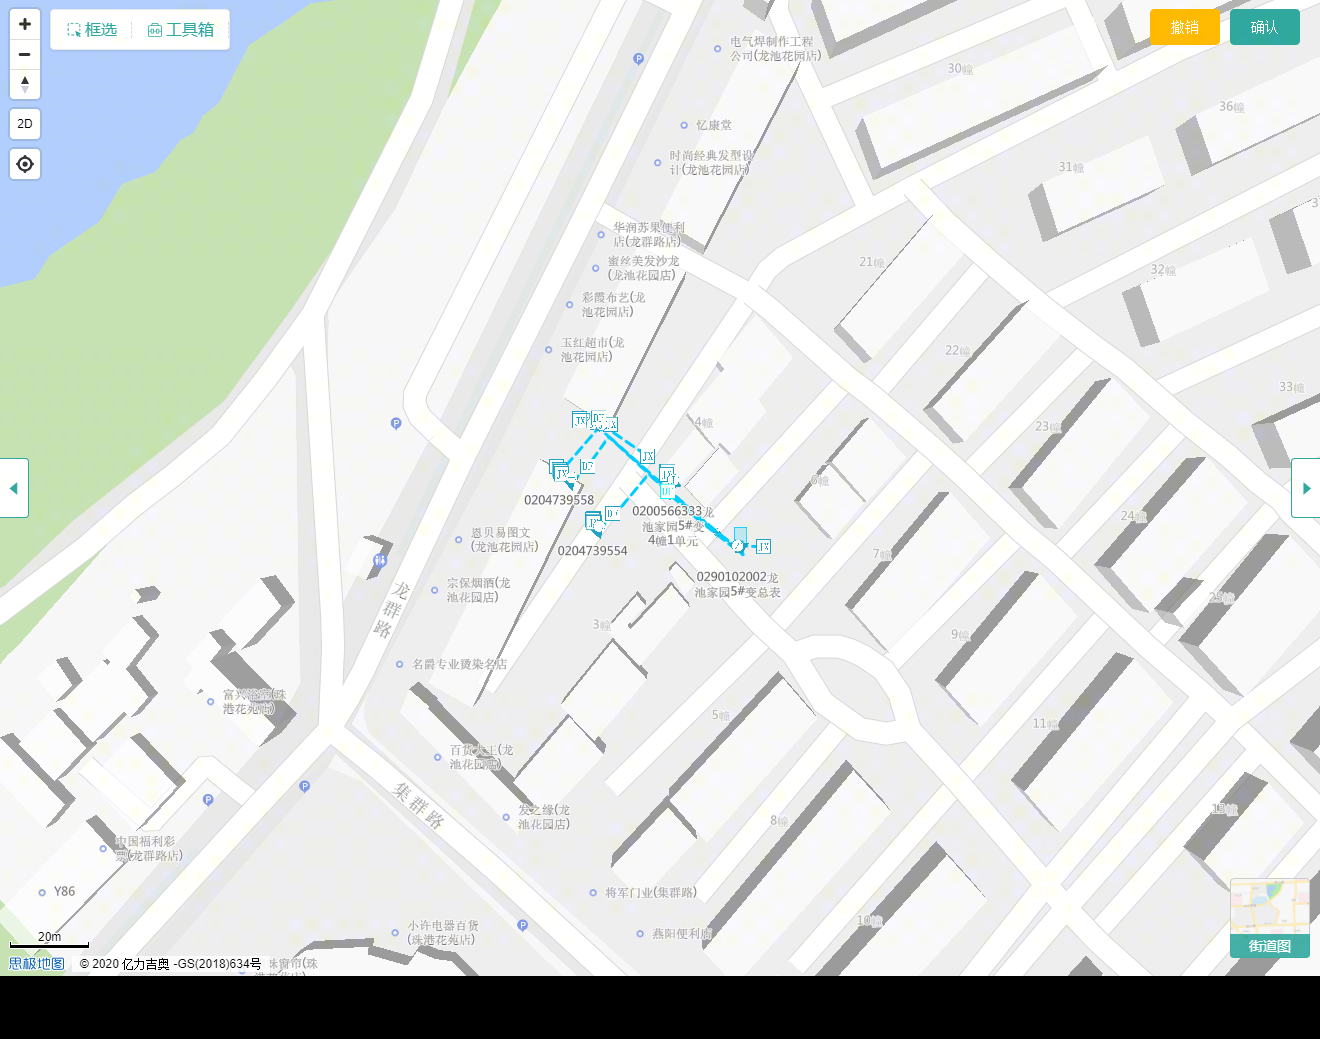 框选
工具箱
撤销
确认
2D
电气焊制作工程
公司(龙池花园店)
30幢
36幢
忆康堂
时尚经典发型设
计(龙池花园店)
31幢
华润苏果便利
店(龙群路店)
蜜丝美发沙龙
(龙池花园店)
21幢
32幢
彩霞布艺(龙
池花园店)
玉红超市(龙
池花园店)
22幢
33幢
4幢
23幢
JX
JX
JX
JX
6幢
0204739558
0200566333龙
池家园5#变
4幢1单元
24幢
恩贝易图文
(龙池花园店)
0204739554
JX
7幢
0290102002龙
池家园5#变总表
宗保烟酒(龙
池花园店)
龙群路
25幢
3幢
9幢
名爵专业烫染名店
富兴浴室(珠
港花苑店)
5幢
11幢
百货大王(龙
池花园店)
集群路
发之缘(龙
池花园店)
8幢
13幢
中国福利彩
票(龙群路店)
Y86
将军门业(集群路)
小许电器百货
(珠港花苑店)
燕阳便利店
10幢
20m
街道图
思极地图
© 2020 亿力吉奥 -GS(2018)634号